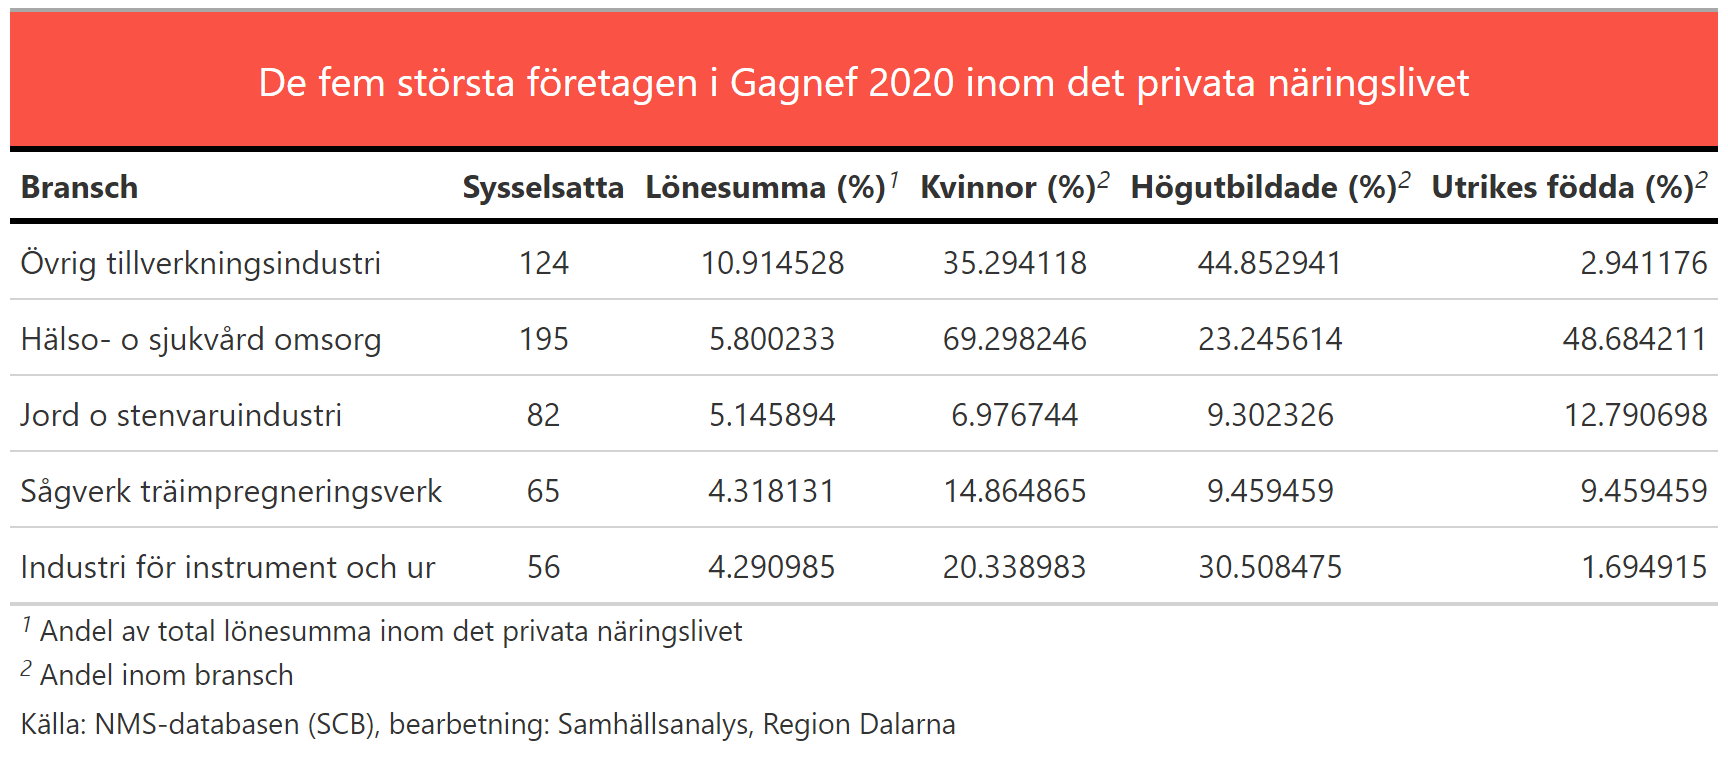 De fem största företagen i Gagnef 2020 inom det privata näringslivet
Bransch Sysselsatta Lönesumma (%)1 Kvinnor (%)2 Högutbildade (%)2 Utrikes födda (%)2
Övrig tillverkningsindustri 124 10.914528 35.294118 44.852941 2.941176
Hälso- o sjukvård omsorg 195 5.800233 69.298246 23.245614 48.684211
Jord o stenvaruindustri 82 5.145894 6.976744 9.302326 12.790698
Sågverk träimpregneringsverk 65 4.318131 14.864865 9.459459 9.459459
Industri för instrument och ur 56 4.290985 20.338983 30.508475 1.694915
1 Andel av total lönesumma inom det privata näringslivet
2 Andel inom bransch
Källa: NMS-databasen (SCB), bearbetning: Samhällsanalys, Region Dalarna